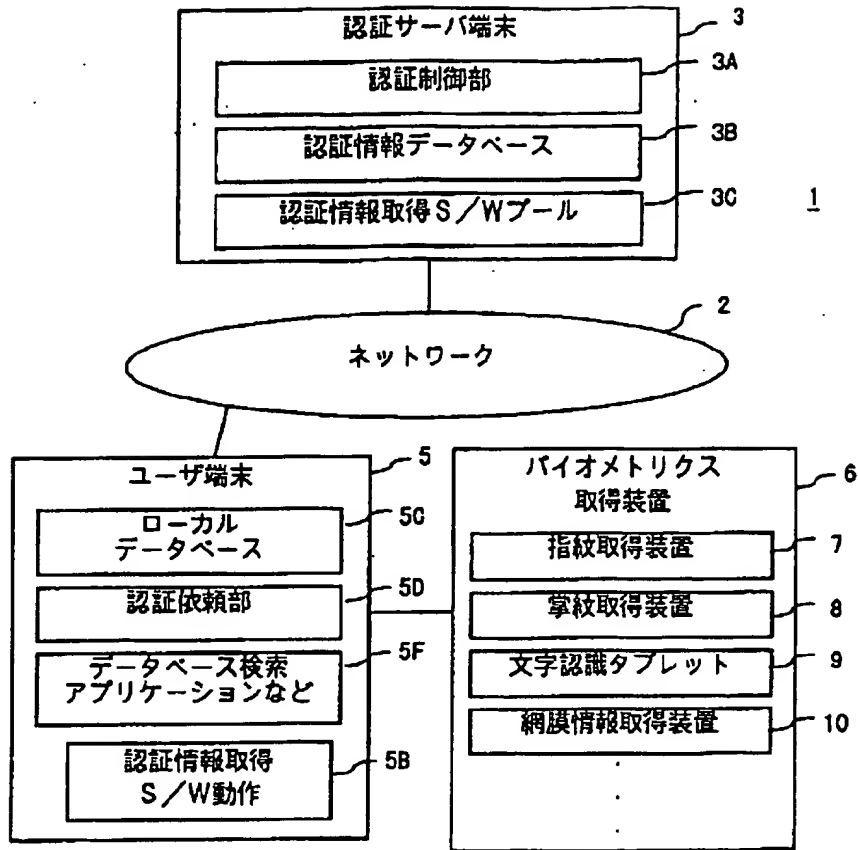 認証サーバ端末
3
認証制御部
3A
認証情報データベース
3B
認証情報取得S/Wプール
3C
1
ネットワーク
2
ユーザ端末
5
ローカル
データベース
5C
認証依頼部
5D
データベース検索
アプリケーションなど
5F
認証情報取得
S/W動作
5B
バイオメトリクス
取得装置
6
指紋取得装置
7
掌紋取得装置
8
文字認識タブレット
9
網膜情報取得装置
10